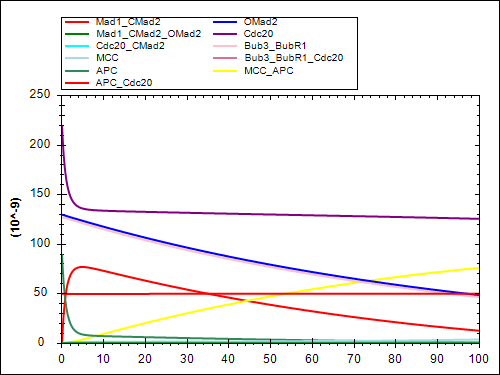 Mad1_CMad2 OMad2
Mad1_CMad2_OMad2 Cdc20
Cdc20_CMad2 Bub3_BubR1
MCC Bub3_BubR1_Cdc20
APC MCC_APC
APC_Cdc20
250
200
150
100
50
0
(10^-9)
0 10 20 30 40 50 60 70 80 90 100